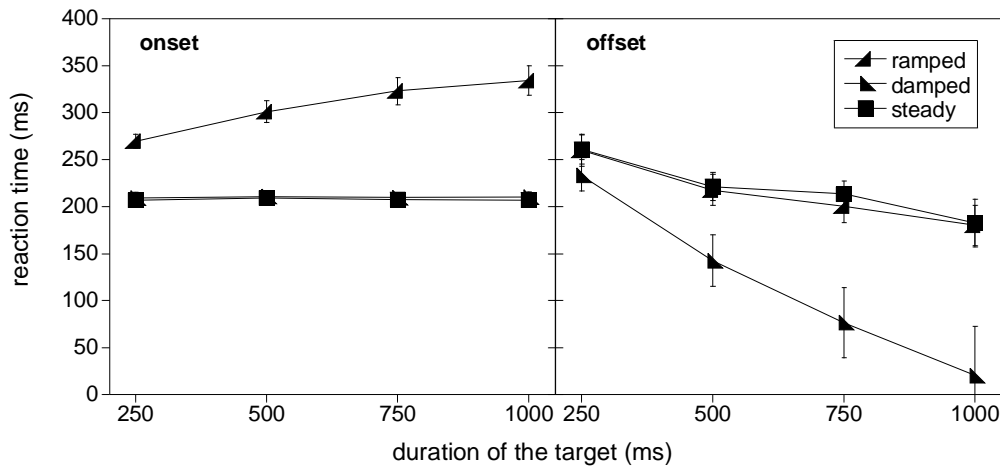 400
350
300
250
200
150
100
50
0
reaction time (ms)
onset
offset
ramped
damped
steady
250 500 750 1000 250 500 750 1000
duration of the target (ms)